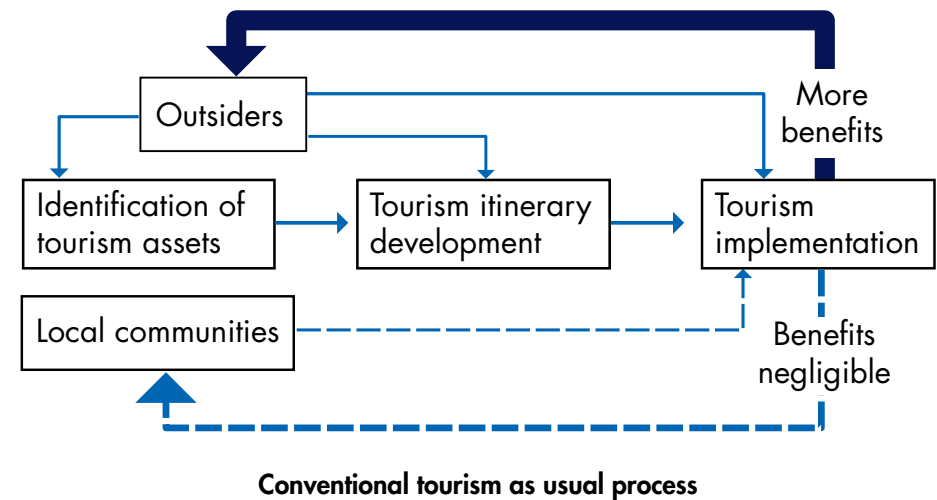 Outsiders
More
benefits
Identification of
tourism assets
Tourism itinerary
development
Tourism
implementation
Local communities
Benefits
negligible
Conventional tourism as usual process